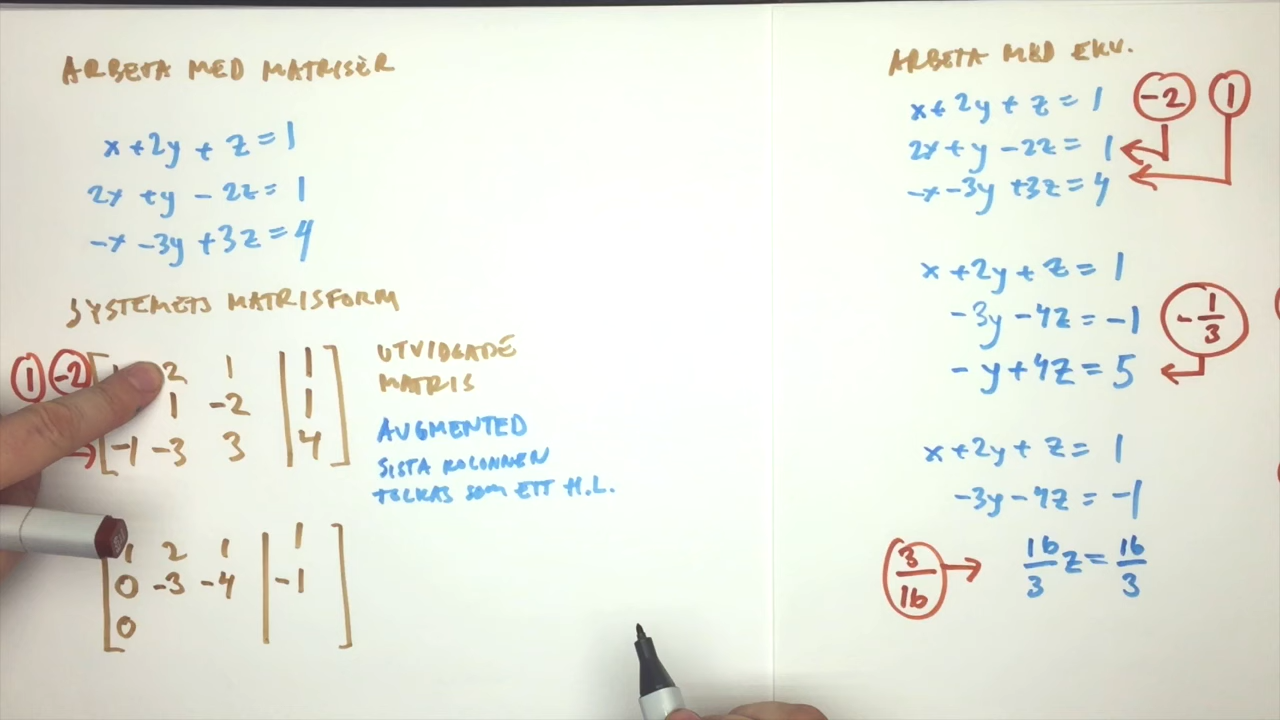 ARBETA MED MATRISER
x + 2y + z = 1
2x + y - 2z = 1
-x - 3y + 3z = 4
SYSTEMETS MATRISFORM
1 -2 2 1 | 1
1 -2 | 1
-1 -3 3 | 4
UTVIDGADE
MATRIS
AUGMENTED
SISTA KOLONNEN
TOLKAS SOM ETT H.L.
1 2 1 | 1
0 -3 -4 | -1
0
ARBETA MED EKV.
x + 2y + z = 1 -2 1
2x + y - 2z = 1
-x - 3y + 3z = 4
x + 2y + z = 1
-3y - 4z = -1 -1/3
-y + 4z = 5
x + 2y + z = 1
-3y - 4z = -1
3/16 → 16/3 z = 16/3